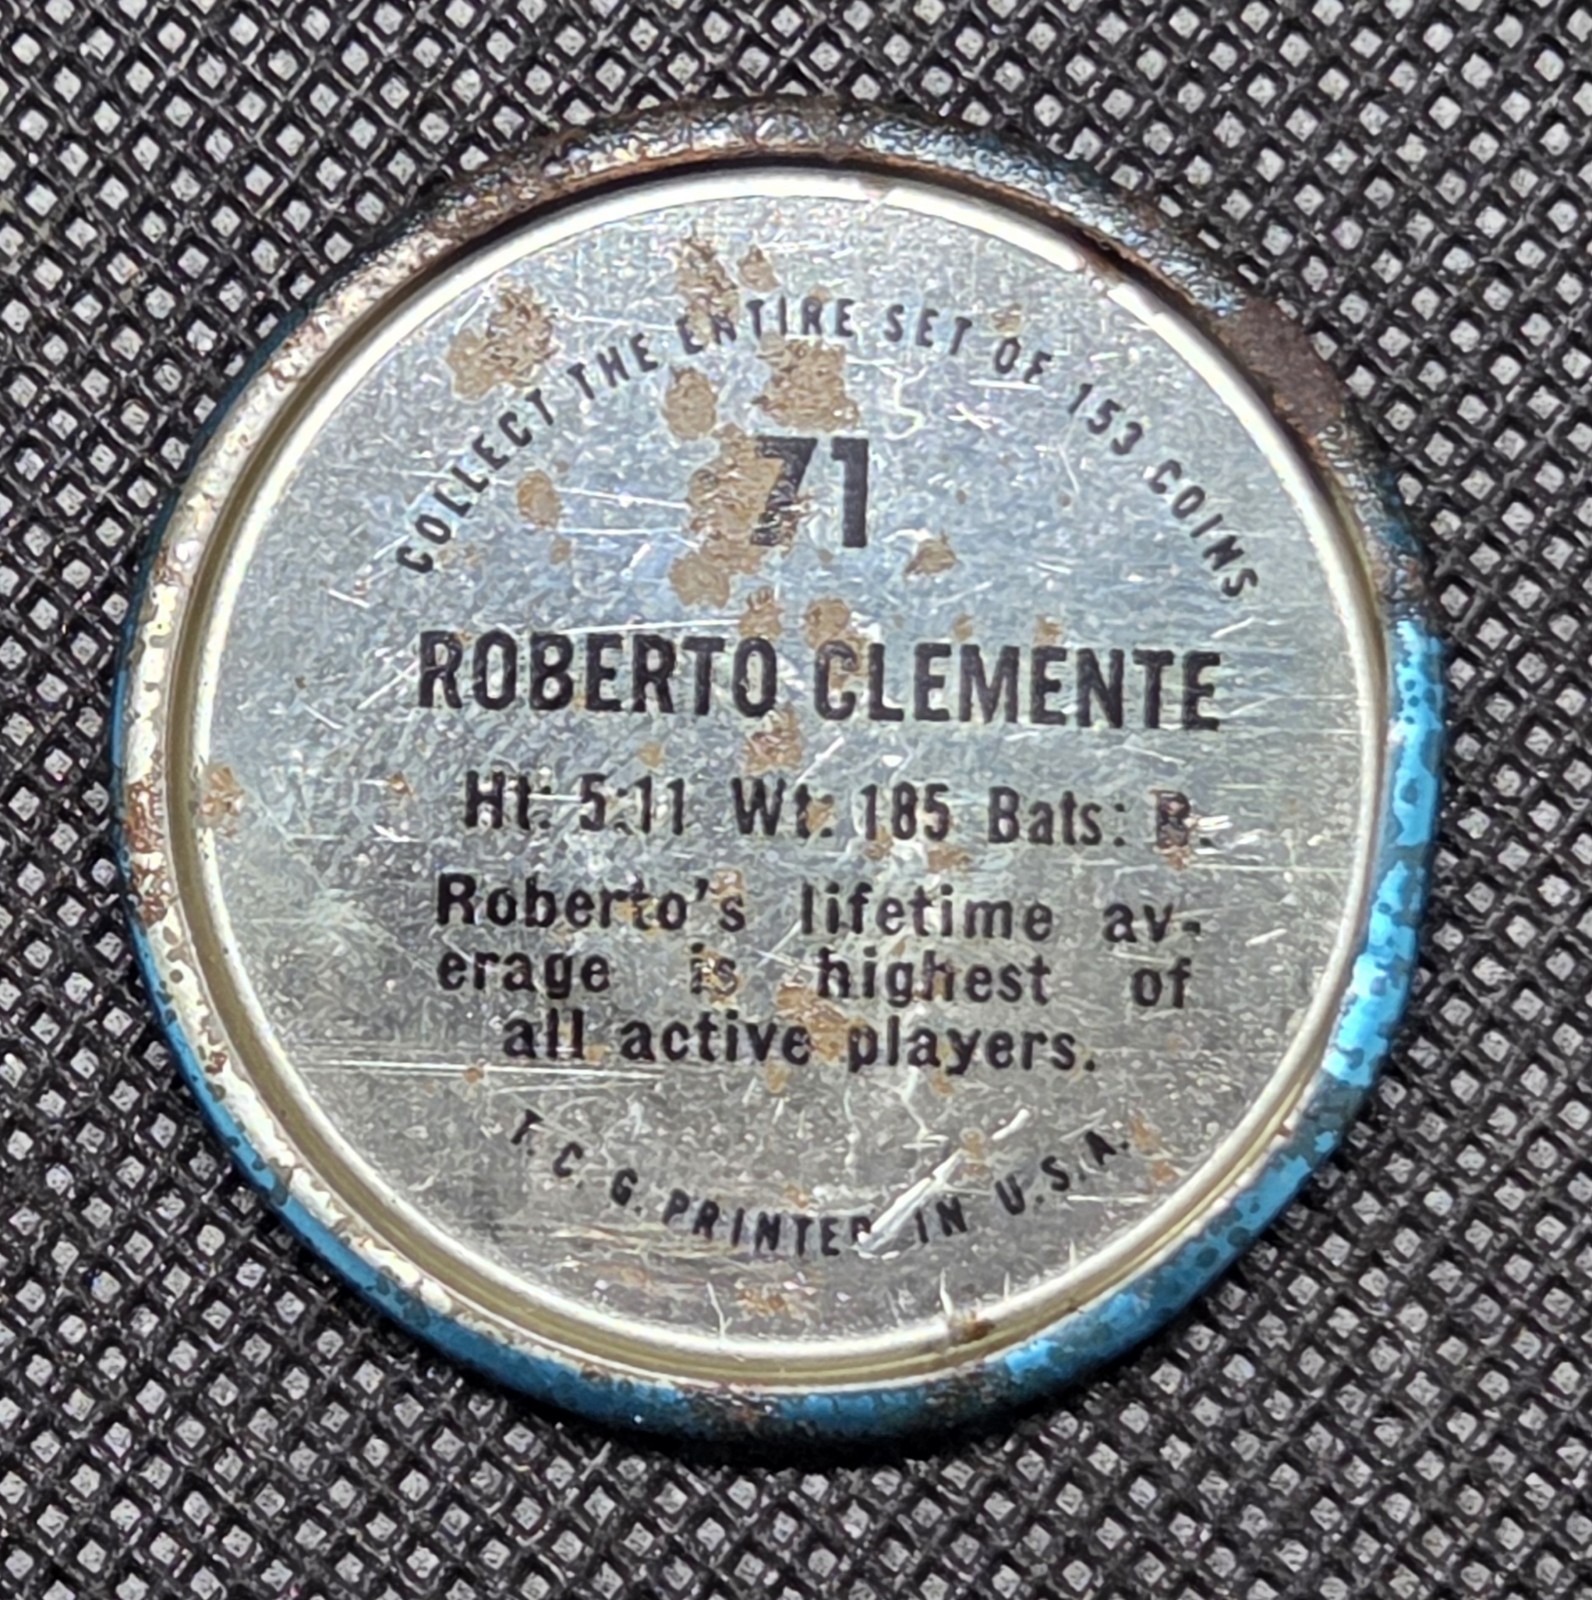 COLLECT THE ENTIRE SET OF 153 COINS
71
ROBERTO CLEMENTE
Ht: 5:11 Wt: 185 Bats: R.
Roberto's lifetime av-
erage is highest of
all active players.
T.C.G. PRINTED IN U.S.A.